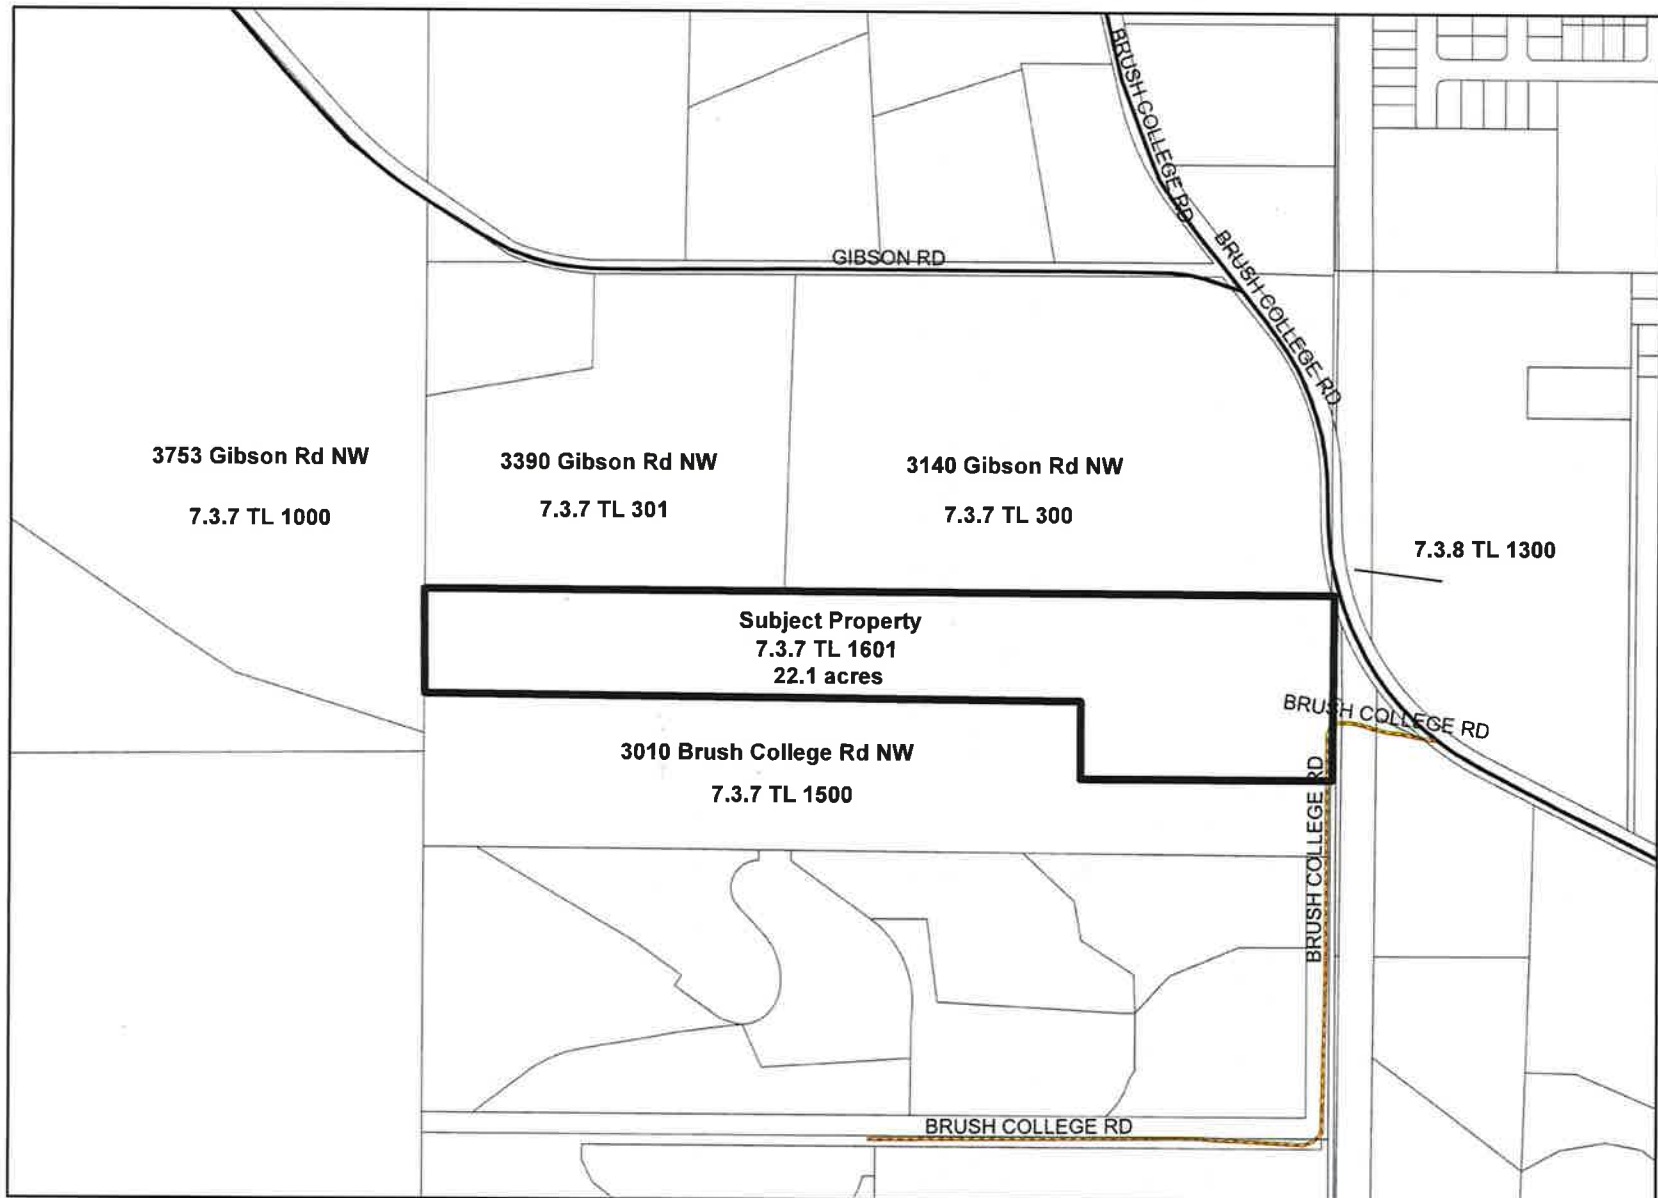 BRUSH COLLEGE RD
GIBSON RD
BRUSH COLLEGE RD
3753 Gibson Rd NW
7.3.7 TL 1000
3390 Gibson Rd NW
7.3.7 TL 301
3140 Gibson Rd NW
7.3.7 TL 300
7.3.8 TL 1300
Subject Property
7.3.7 TL 1601
22.1 acres
BRUSH COLLEGE RD
3010 Brush College Rd NW
7.3.7 TL 1500
BRUSH COLLEGE RD
BRUSH COLLEGE RD